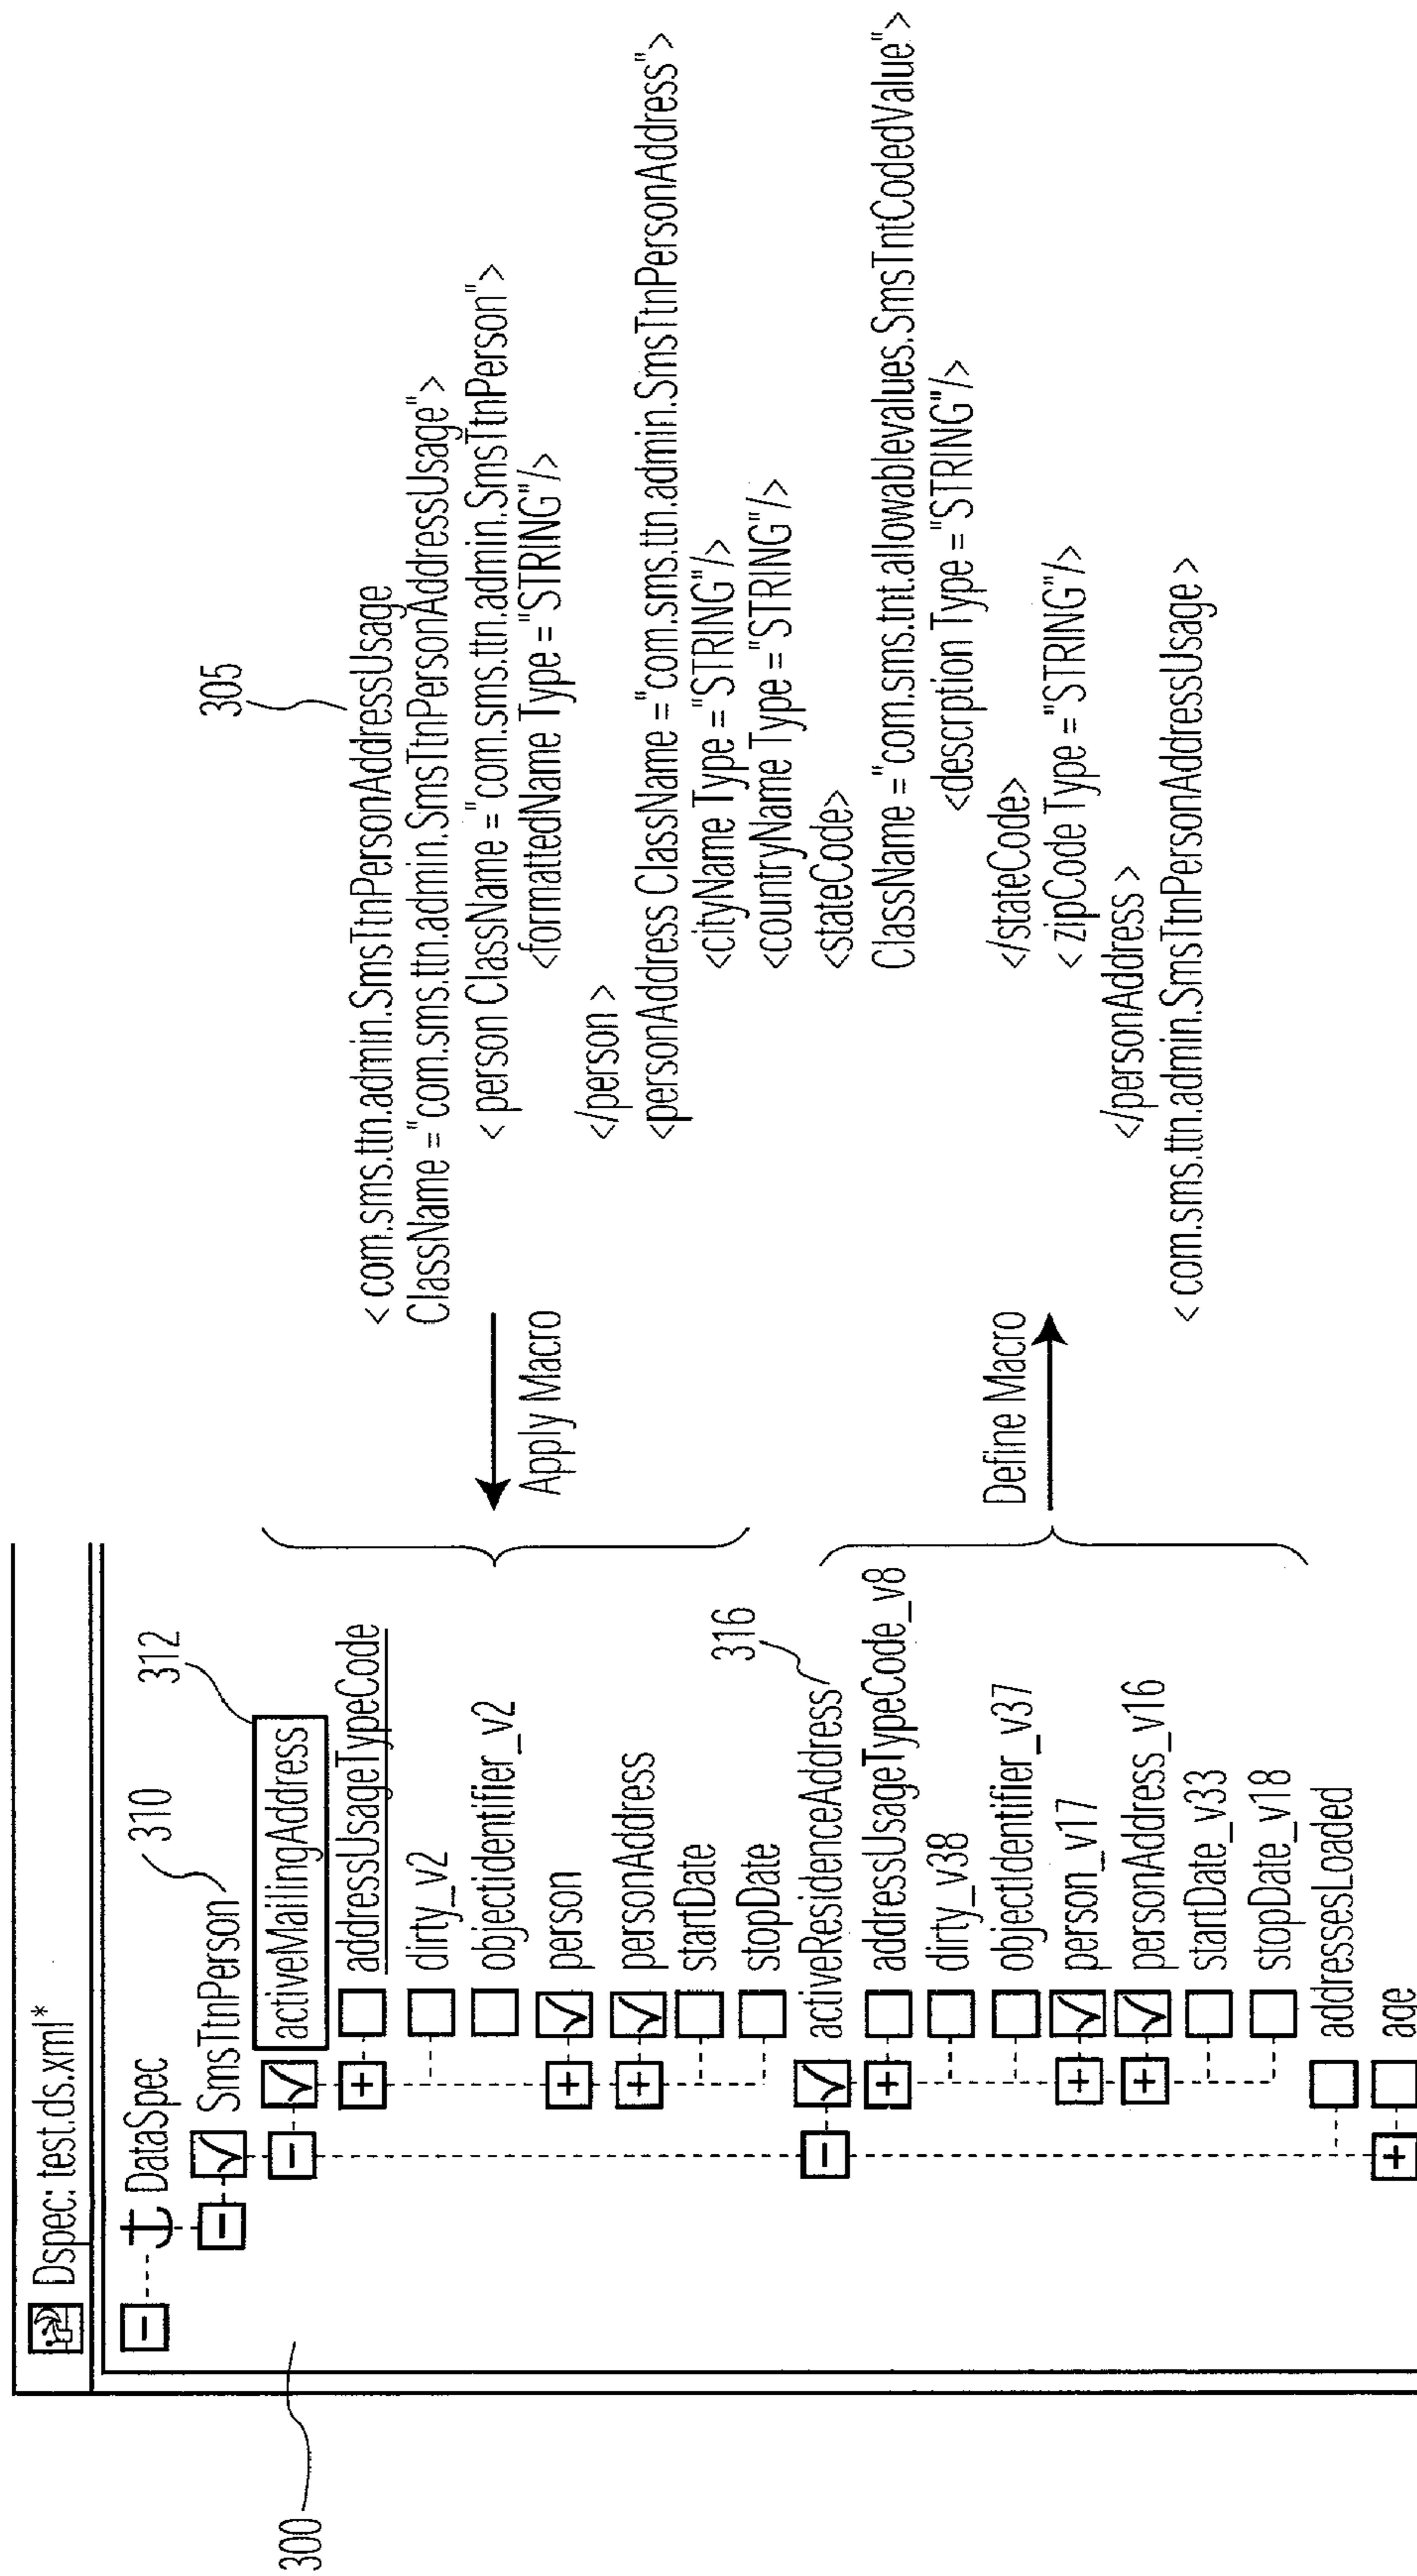 Dspec: test.ds.xml*
DataSpec
SmsTtnPerson
310
activeMailingAddress
312
addressUsageTypeCode
dirty_v2
objectidentifier_v2
person
personAddress
startDate
stopDate
activeResidenceAddress
316
addressUsageTypeCode_v8
dirty_v38
objectIdentifier_v37
person_v17
personAddress_v16
startDate_v33
stopDate_v18
addressesLoaded
age
300
Apply Macro
Define Macro
305
< com.sms.ttn.admin.SmsTtnPersonAddressUsage
ClassName ="com.sms.ttn.admin.SmsTtnPersonAddressUsage">
< person ClassName ="com.sms.ttn.admin.SmsTtnPerson">
<formattedName Type ="STRING"/>
</person >
<personAddress ClassName ="com.sms.ttn.admin.SmsTtnPersonAddress">
<cityName Type ="STRING"/>
<countryName Type ="STRING"/>
<stateCode>
ClassName ="com.sms.tnt.allowablevalues.SmsTntCodedValue">
<descrption Type ="STRING"/>
</stateCode>
< zipCode Type ="STRING"/>
</personAddress >
< com.sms.ttn.admin.SmsTtnPersonAddressUsage >